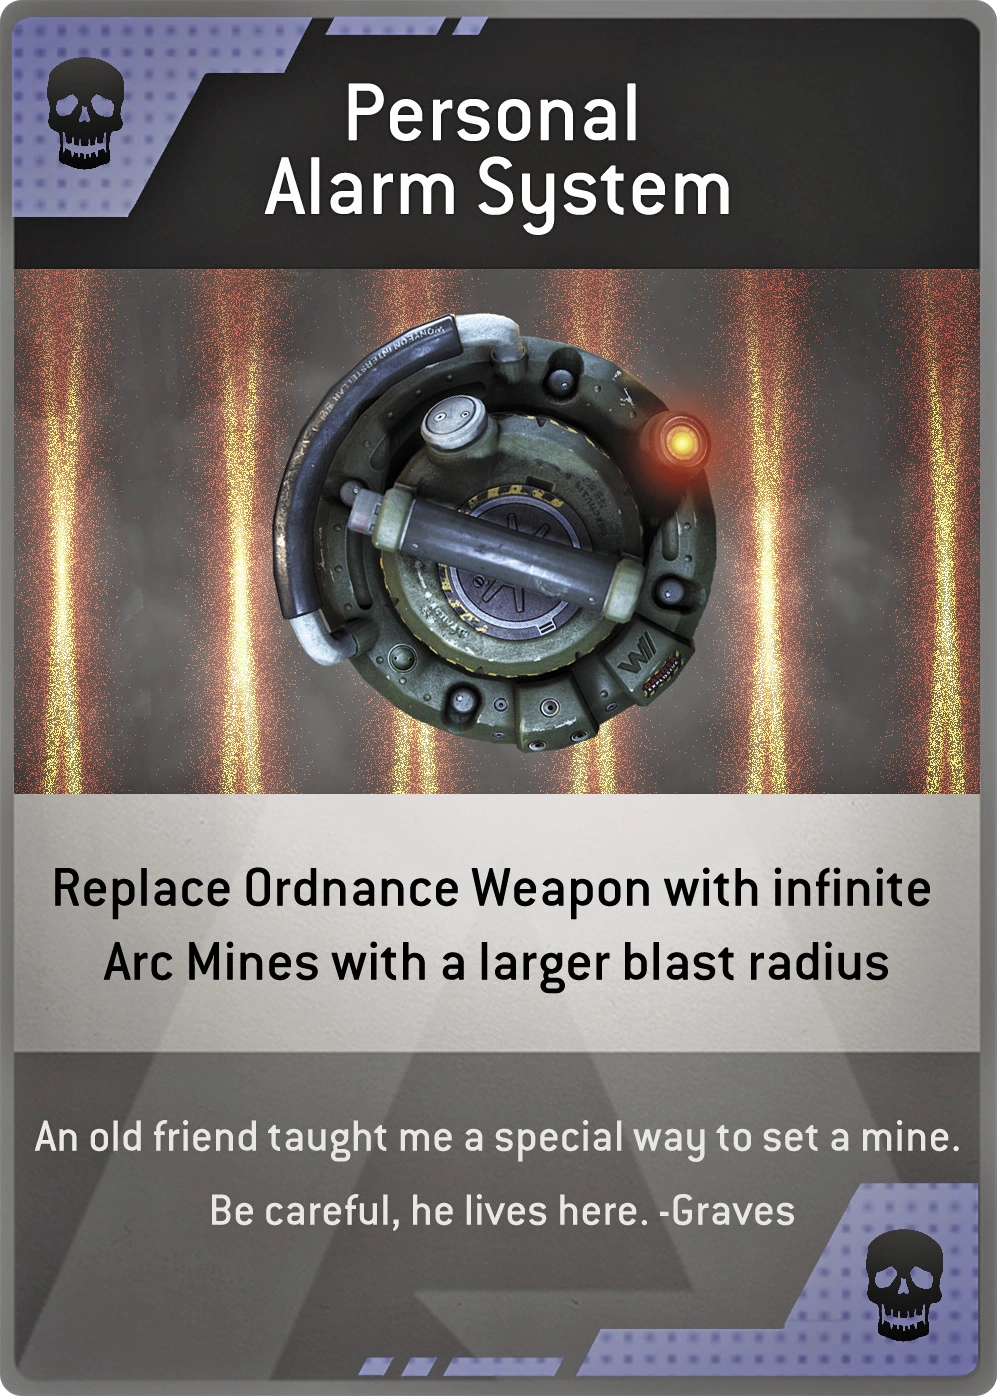 Personal
Alarm System
Replace Ordnance Weapon with infinite
Arc Mines with a larger blast radius
An old friend taught me a special way to set a mine.
Be careful, he lives here. -Graves